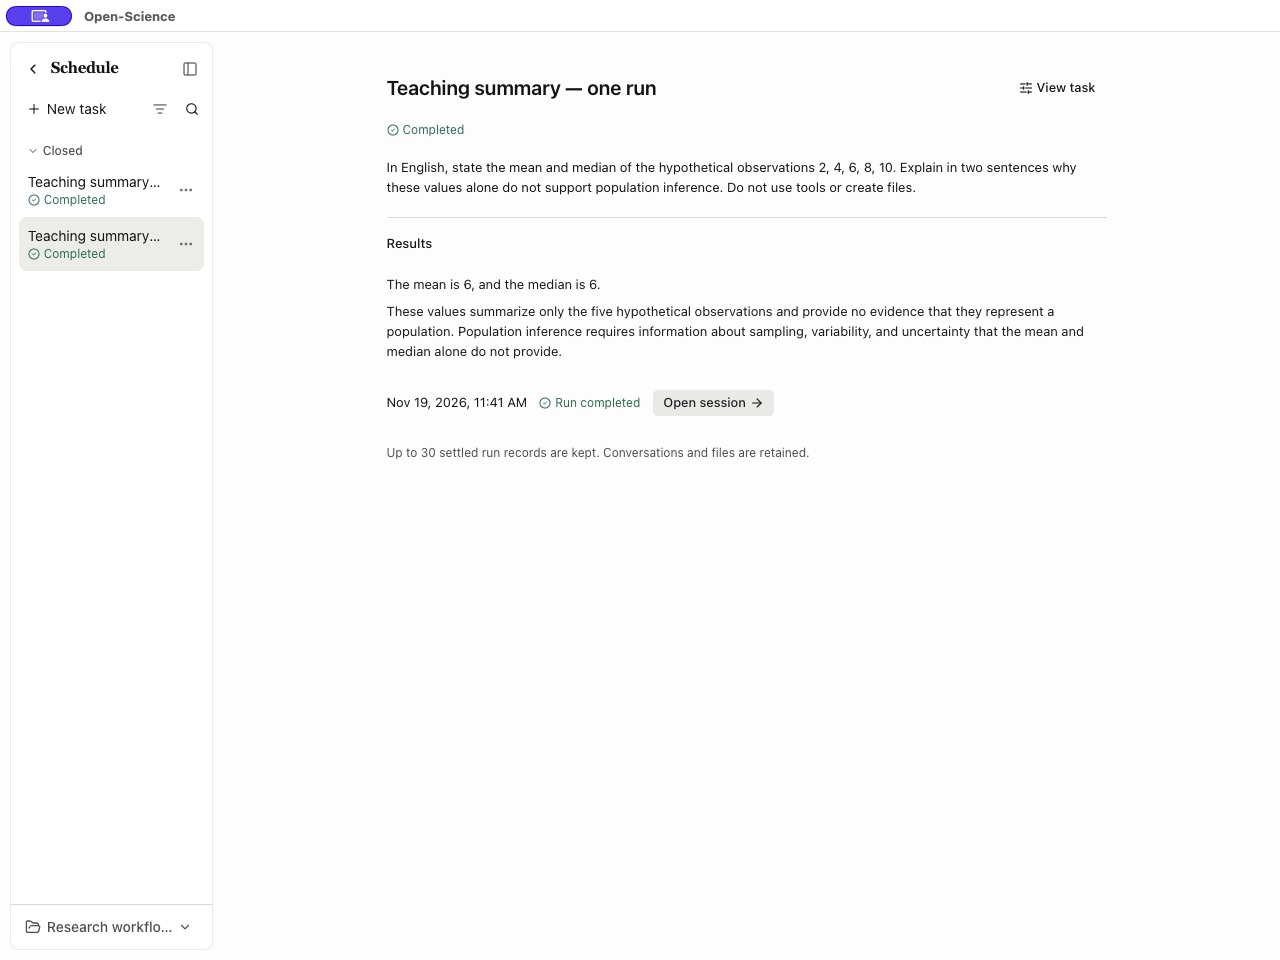 Open-Science
Schedule
New task
Closed
Teaching summary...
Completed
Teaching summary...
Completed
Research workflo...
Teaching summary — one run
View task
Completed
In English, state the mean and median of the hypothetical observations 2, 4, 6, 8, 10. Explain in two sentences why
these values alone do not support population inference. Do not use tools or create files.
Results
The mean is 6, and the median is 6.
These values summarize only the five hypothetical observations and provide no evidence that they represent a
population. Population inference requires information about sampling, variability, and uncertainty that the mean and
median alone do not provide.
Nov 19, 2026, 11:41 AM Run completed Open session
Up to 30 settled run records are kept. Conversations and files are retained.